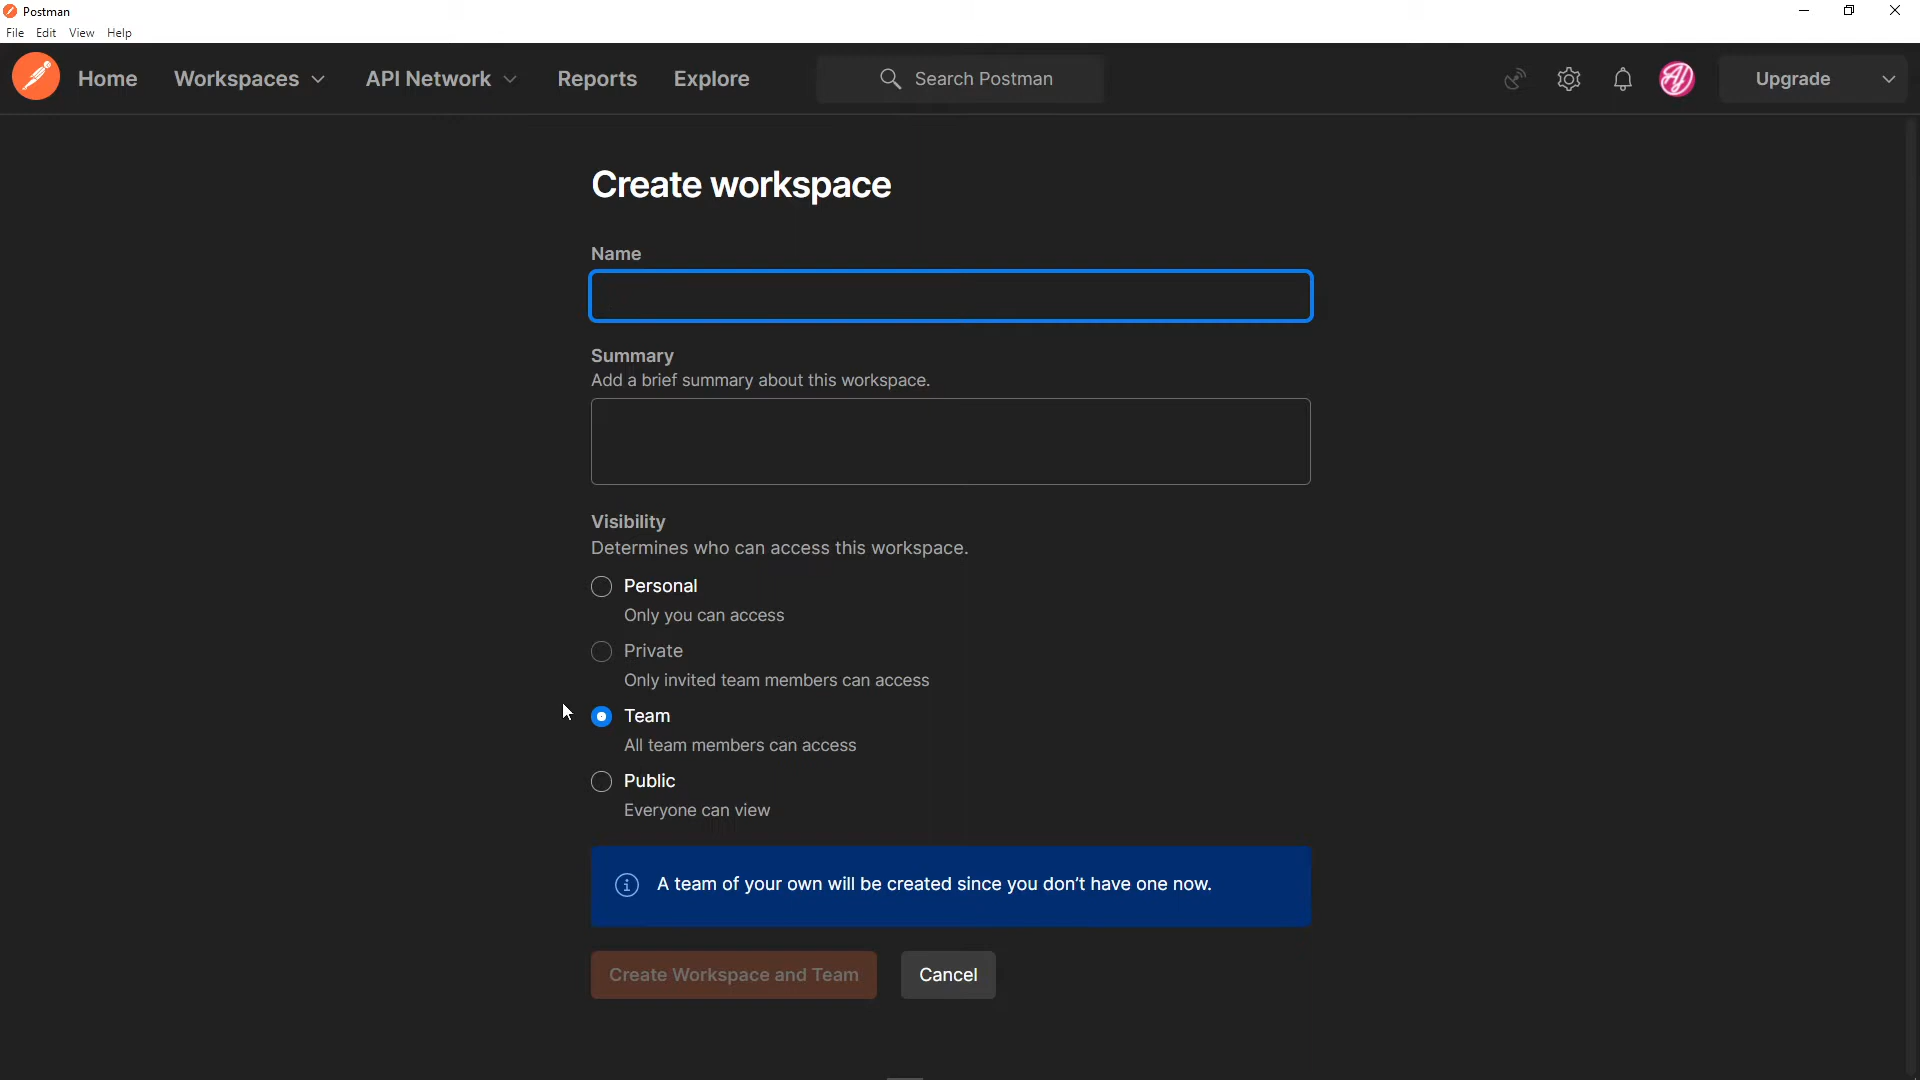 Postman
File Edit View Help
Home Workspaces API Network Reports Explore Search Postman Upgrade
Create workspace
Name
Summary
Add a brief summary about this workspace.
Visibility
Determines who can access this workspace.
Personal
Only you can access
Private
Only invited team members can access
Team
All team members can access
Public
Everyone can view
A team of your own will be created since you don't have one now.
Create Workspace and Team Cancel